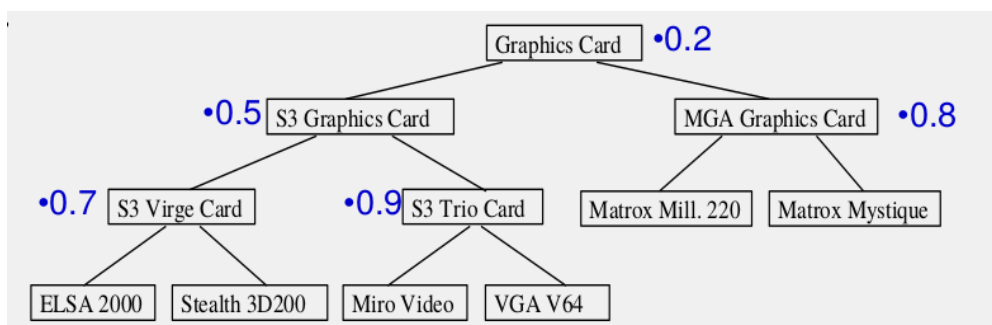 Graphics Card •0.2
•0.5 S3 Graphics Card MGA Graphics Card •0.8
•0.7 S3 Virge Card •0.9 S3 Trio Card Matrox Mill. 220 Matrox Mystique
ELSA 2000 Stealth 3D200 Miro Video VGA V64